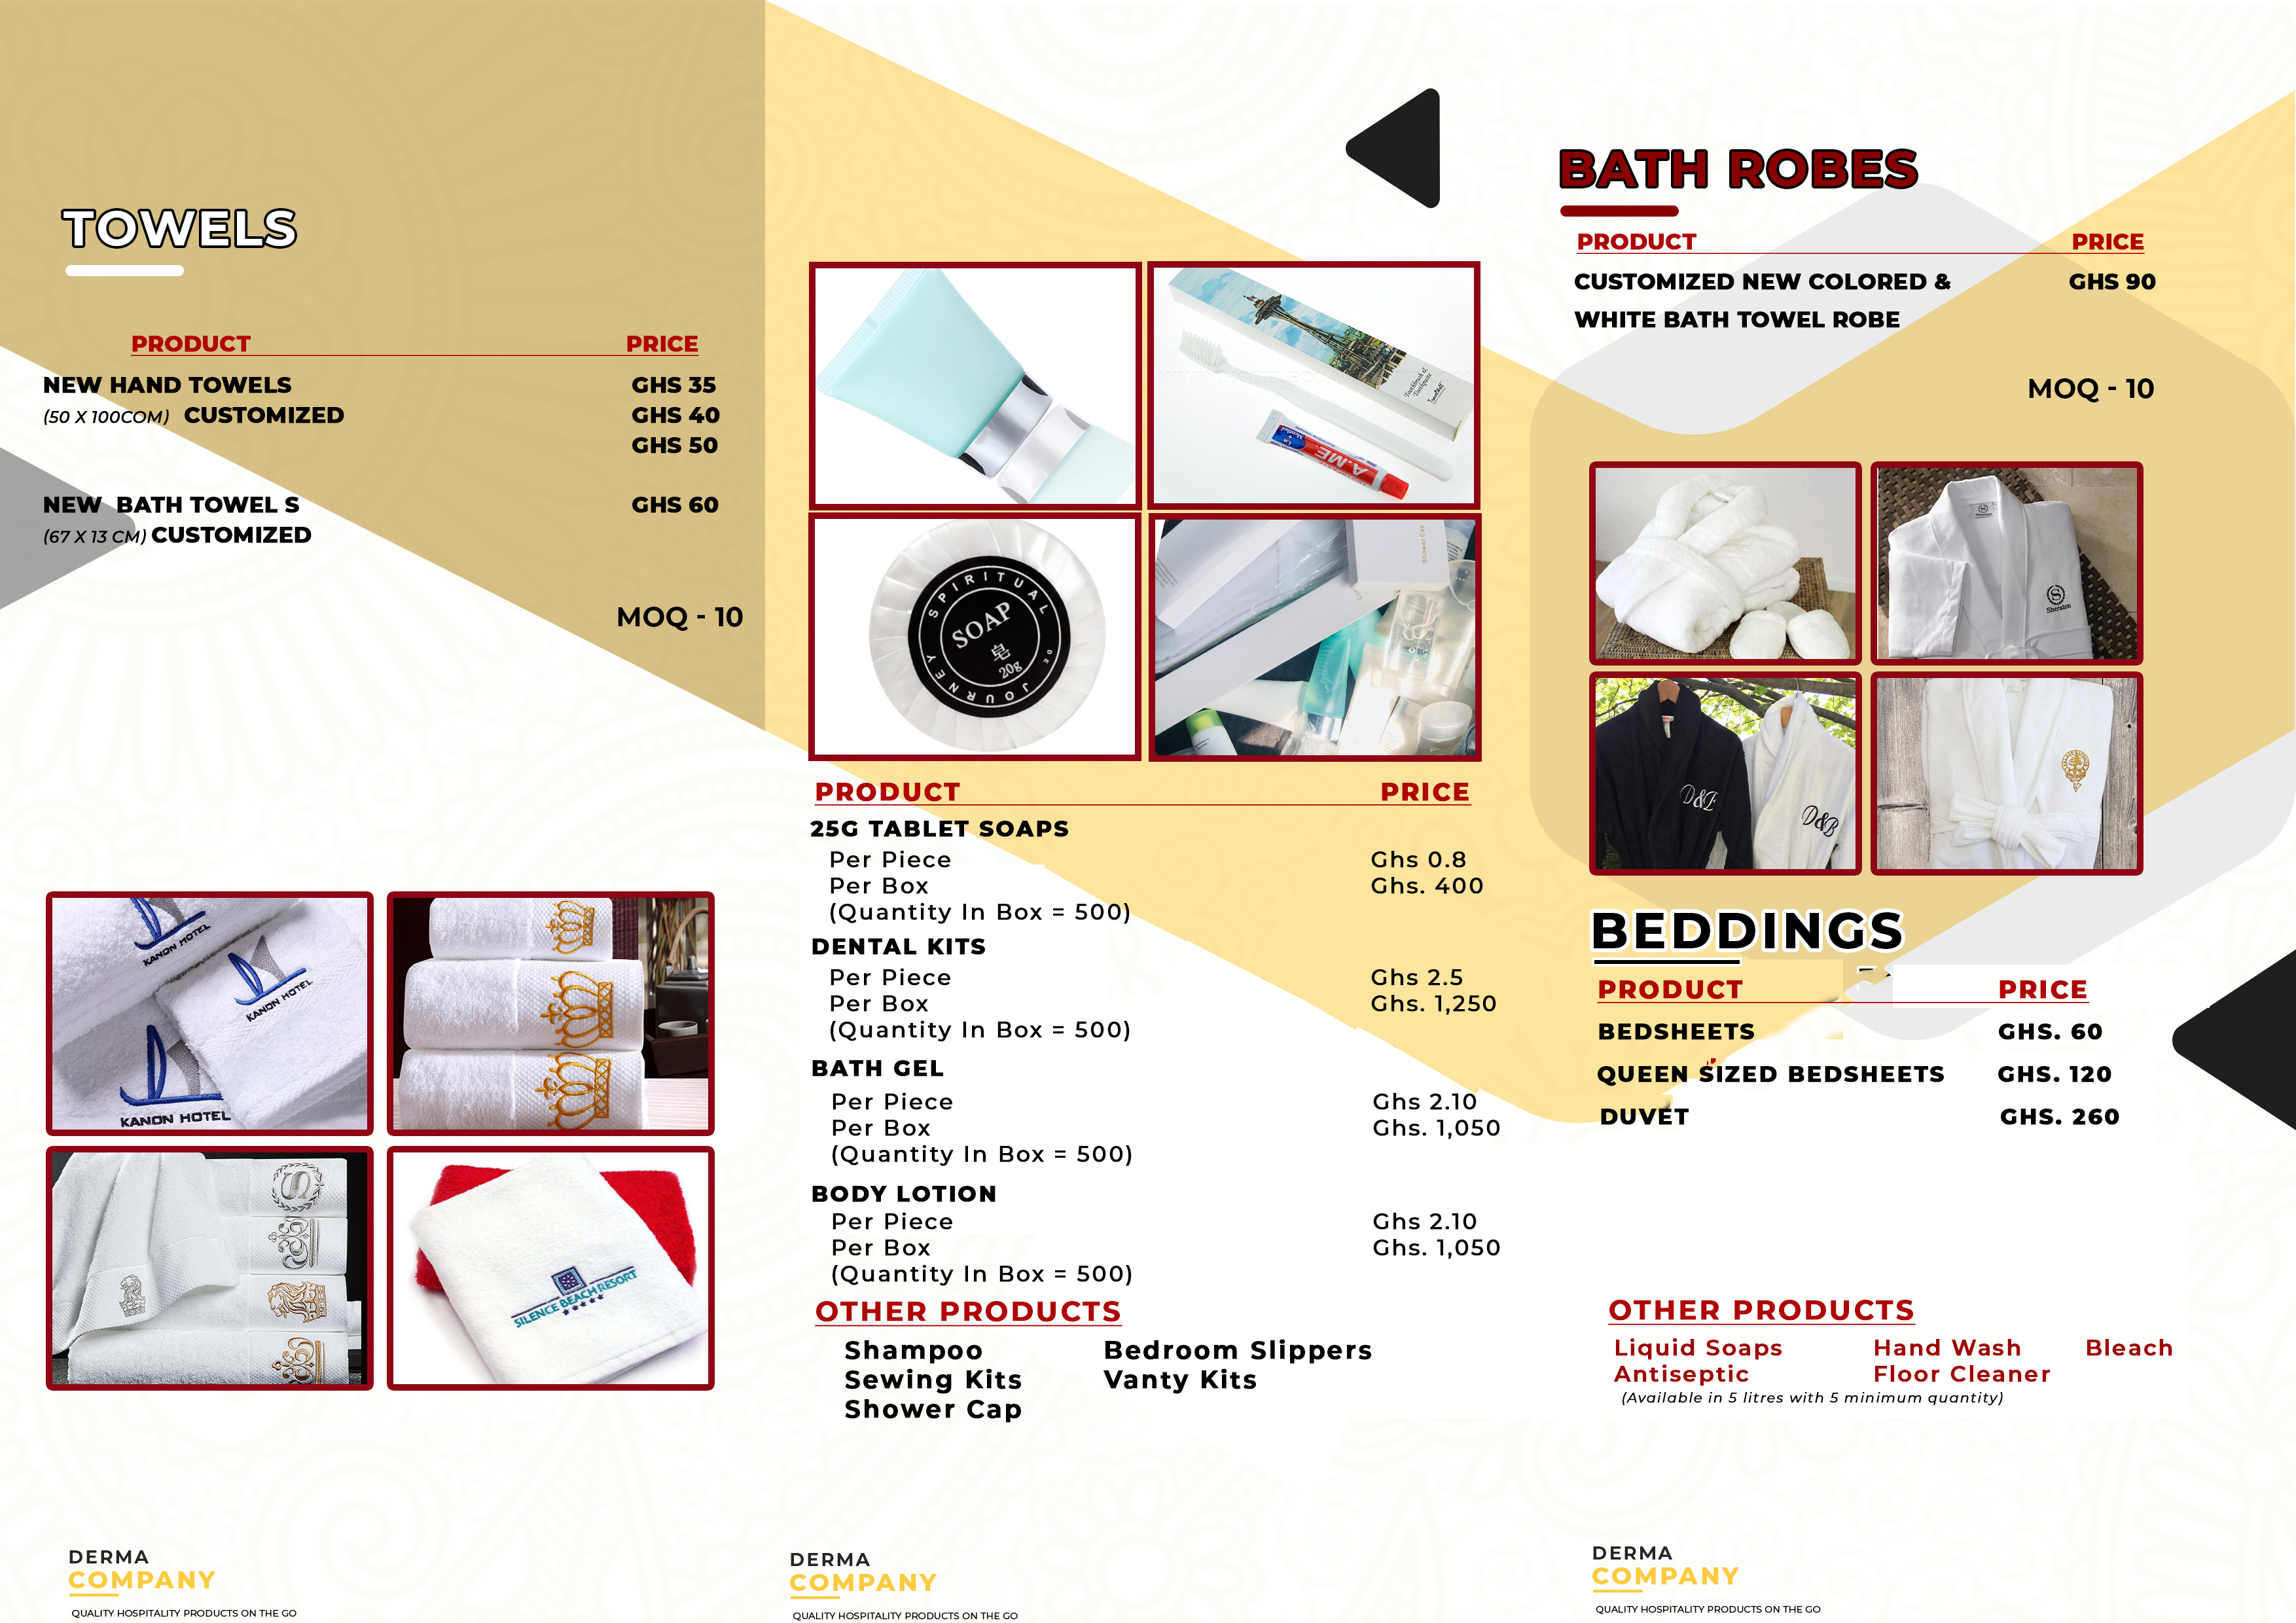 TOWELS
PRODUCT PRICE
NEW HAND TOWELS GHS 35
(50 X 100COM) CUSTOMIZED GHS 40
GHS 50
NEW BATH TOWEL S GHS 60
(67 X 13 CM) CUSTOMIZED
MOQ - 10
KANON HOTEL
KANON HOTEL
KANON HOTEL
SILENCE BEACH RESORT
DERMA
COMPANY
QUALITY HOSPITALITY PRODUCTS ON THE GO
Toothbrush &
Toothpaste
A.ME
SPIRITUAL
SOAP
皂
20g
DE
JOURNEY
Shower Cap
PRODUCT PRICE
25G TABLET SOAPS
Per Piece Ghs 0.8
Per Box Ghs. 400
(Quantity In Box = 500)
DENTAL KITS
Per Piece Ghs 2.5
Per Box Ghs. 1,250
(Quantity In Box = 500)
BATH GEL
Per Piece Ghs 2.10
Per Box Ghs. 1,050
(Quantity In Box = 500)
BODY LOTION
Per Piece Ghs 2.10
Per Box Ghs. 1,050
(Quantity In Box = 500)
OTHER PRODUCTS
Shampoo Bedroom Slippers
Sewing Kits Vanty Kits
Shower Cap
DERMA
COMPANY
QUALITY HOSPITALITY PRODUCTS ON THE GO
BATH ROBES
PRODUCT PRICE
CUSTOMIZED NEW COLORED & GHS 90
WHITE BATH TOWEL ROBE
MOQ - 10
S
Sheraton
D&E
D&B
BEDDINGS
PRODUCT PRICE
BEDSHEETS GHS. 60
QUEEN SIZED BEDSHEETS GHS. 120
DUVET GHS. 260
OTHER PRODUCTS
Liquid Soaps Hand Wash Bleach
Antiseptic Floor Cleaner
(Available in 5 litres with 5 minimum quantity)
DERMA
COMPANY
QUALITY HOSPITALITY PRODUCTS ON THE GO